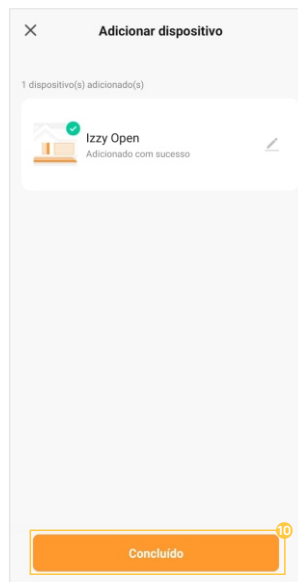 Adicionar dispositivo
1 dispositivo(s) adicionado(s)
Izzy Open
Adicionado com sucesso
10
Concluído